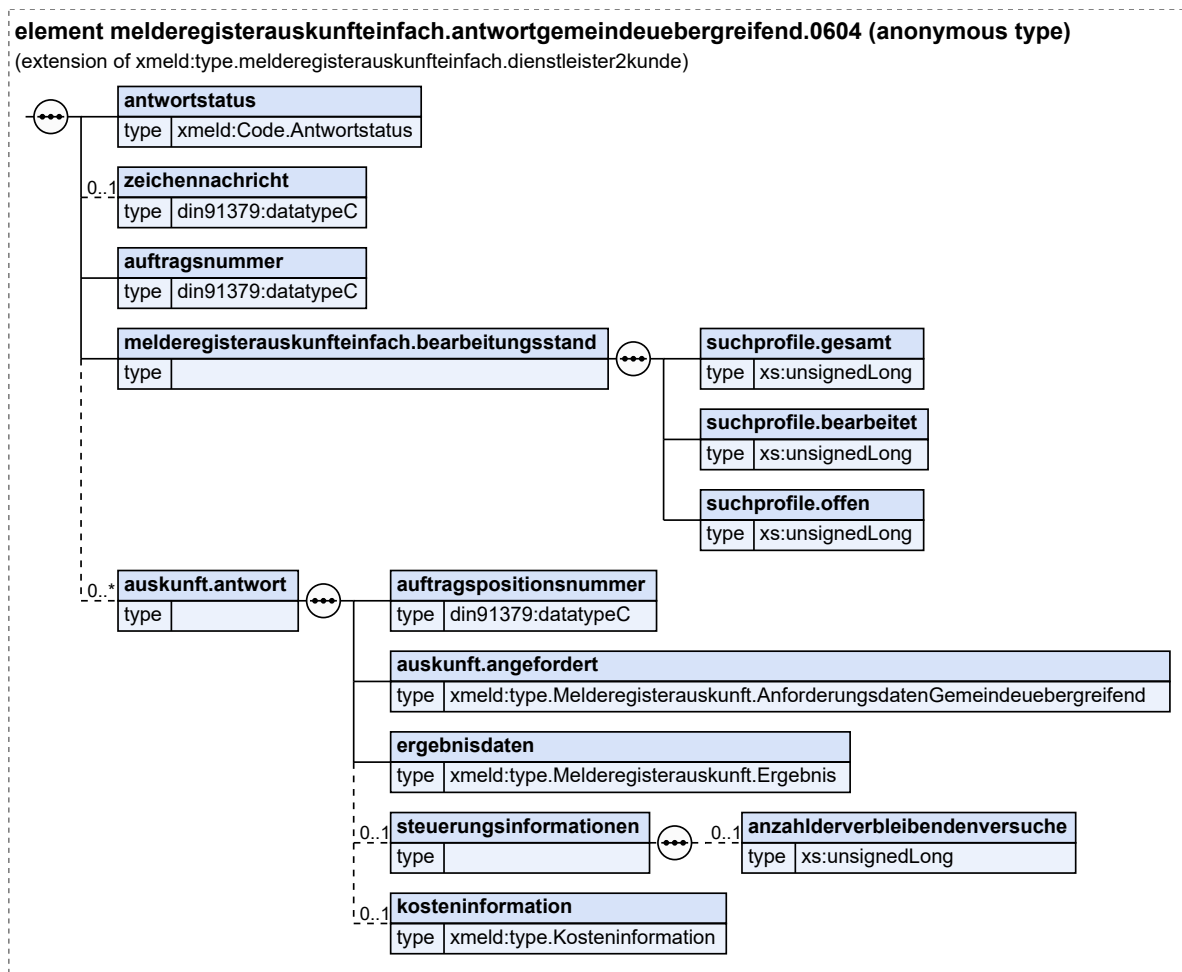 element melderegisterauskunfteinfach.antwortgemeindeuebergreifend.0604 (anonymous type)
(extension of xmeld:type.melderegisterauskunfteinfach.dienstleister2kunde)
antwortstatus
type xmeld:Code.Antwortstatus
0..1 zeichennachricht
type din91379:datatypeC
auftragsnummer
type din91379:datatypeC
melderegisterauskunfteinfach.bearbeitungsstand
type
suchprofile.gesamt
type xs:unsignedLong
suchprofile.bearbeitet
type xs:unsignedLong
suchprofile.offen
type xs:unsignedLong
0..* auskunft.antwort
type
auftragspositionsnummer
type din91379:datatypeC
auskunft.angefordert
type xmeld:type.Melderegisterauskunft.AnforderungsdatenGemeindeuebergreifend
ergebnisdaten
type xmeld:type.Melderegisterauskunft.Ergebnis
0..1 steuerungsinformationen
type
0..1 anzahlderverbleibendenversuche
type xs:unsignedLong
0..1 kosteninformation
type xmeld:type.Kosteninformation